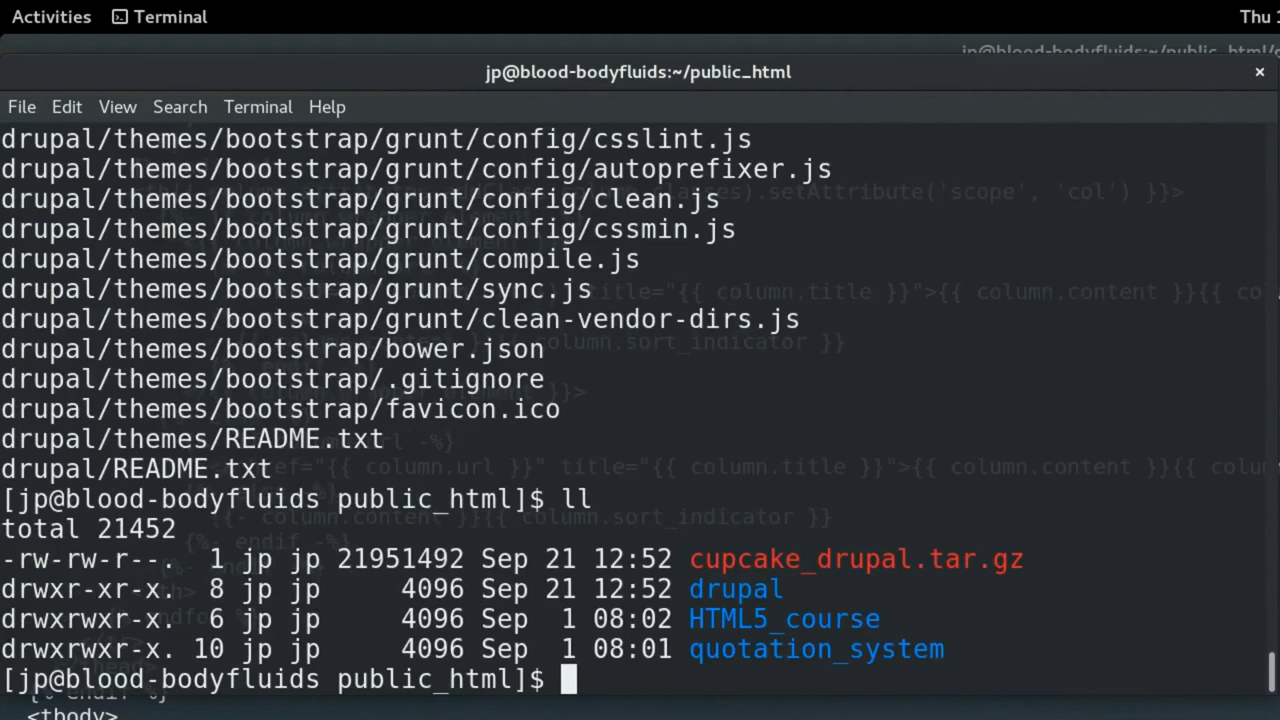 Activities Terminal Thu
jp@blood-bodyfluids:~/public_html
jp@blood-bodyfluids:~/public_html
File Edit View Search Terminal Help
drupal/themes/bootstrap/grunt/config/csslint.js
drupal/themes/bootstrap/grunt/config/autoprefixer.js
drupal/themes/bootstrap/grunt/config/clean.js
drupal/themes/bootstrap/grunt/config/cssmin.js
drupal/themes/bootstrap/grunt/compile.js
drupal/themes/bootstrap/grunt/sync.js
drupal/themes/bootstrap/grunt/clean-vendor-dirs.js
drupal/themes/bootstrap/bower.json
drupal/themes/bootstrap/.gitignore
drupal/themes/bootstrap/favicon.ico
drupal/themes/README.txt
drupal/README.txt
[jp@blood-bodyfluids public_html]$ ll
total 21452
-rw-rw-r--. 1 jp jp 21951492 Sep 21 12:52 cupcake_drupal.tar.gz
drwxr-xr-x. 8 jp jp 4096 Sep 21 12:52 drupal
drwxrwxr-x. 6 jp jp 4096 Sep 1 08:02 HTML5_course
drwxrwxr-x. 10 jp jp 4096 Sep 1 08:01 quotation_system
[jp@blood-bodyfluids public_html]$
<tbody>